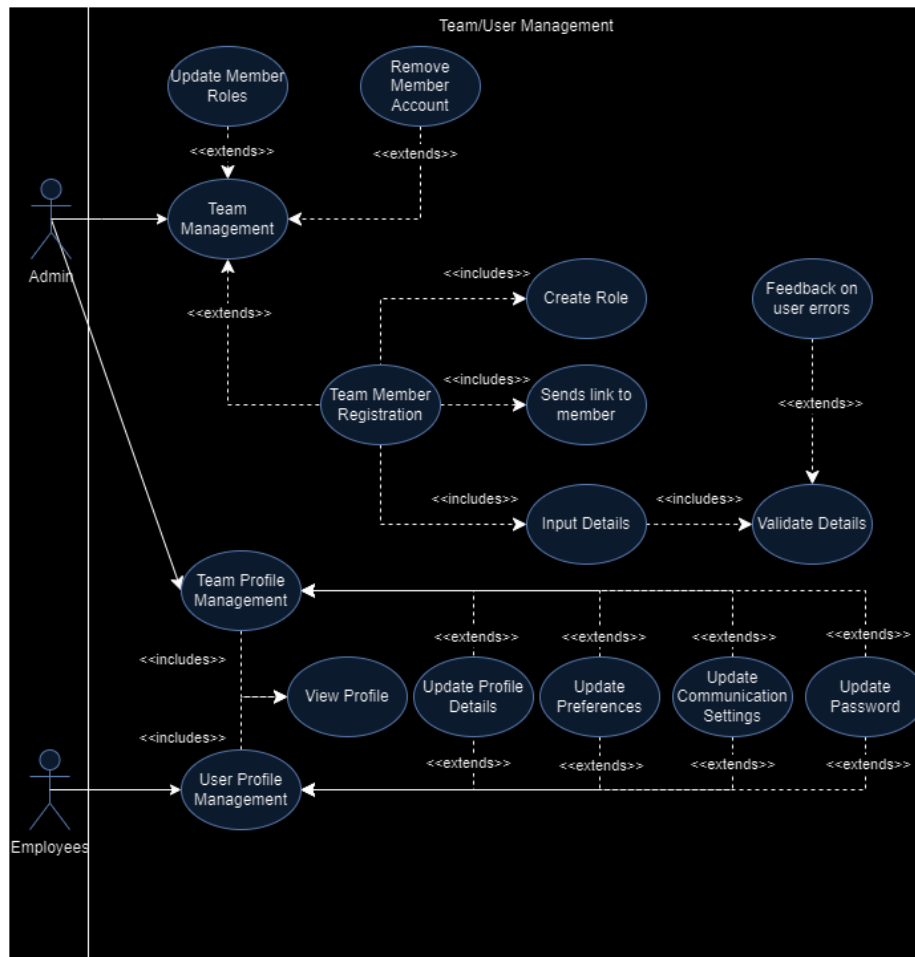 Team/User Management
Update Member
Roles
Remove
Member
Account
<<extends>>
<<extends>>
Team
Management
Admin
<<extends>>
<<includes>>
Create Role
Feedback on
user errors
Team Member
Registration
<<includes>>
Sends link to
member
<<extends>>
<<includes>>
Input Details
<<includes>>
Validate Details
Team Profile
Management
<<includes>>
<<extends>>
<<extends>>
<<extends>>
<<extends>>
View Profile
Update Profile
Details
Update
Preferences
Update
Communication
Settings
Update
Password
<<includes>>
<<extends>>
<<extends>>
<<extends>>
<<extends>>
User Profile
Management
Employees